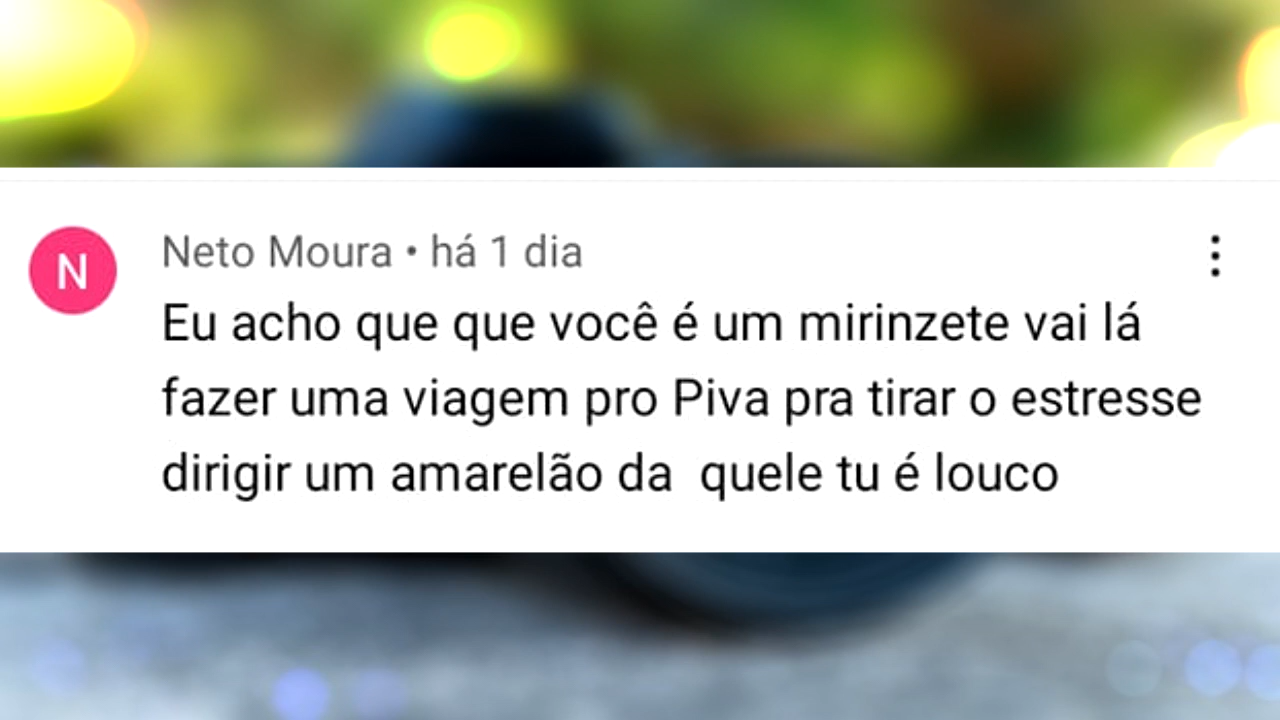 N
Neto Moura • há 1 dia
Eu acho que que você é um mirinzete vai lá
fazer uma viagem pro Piva pra tirar o estresse
dirigir um amarelão da  quele tu é louco